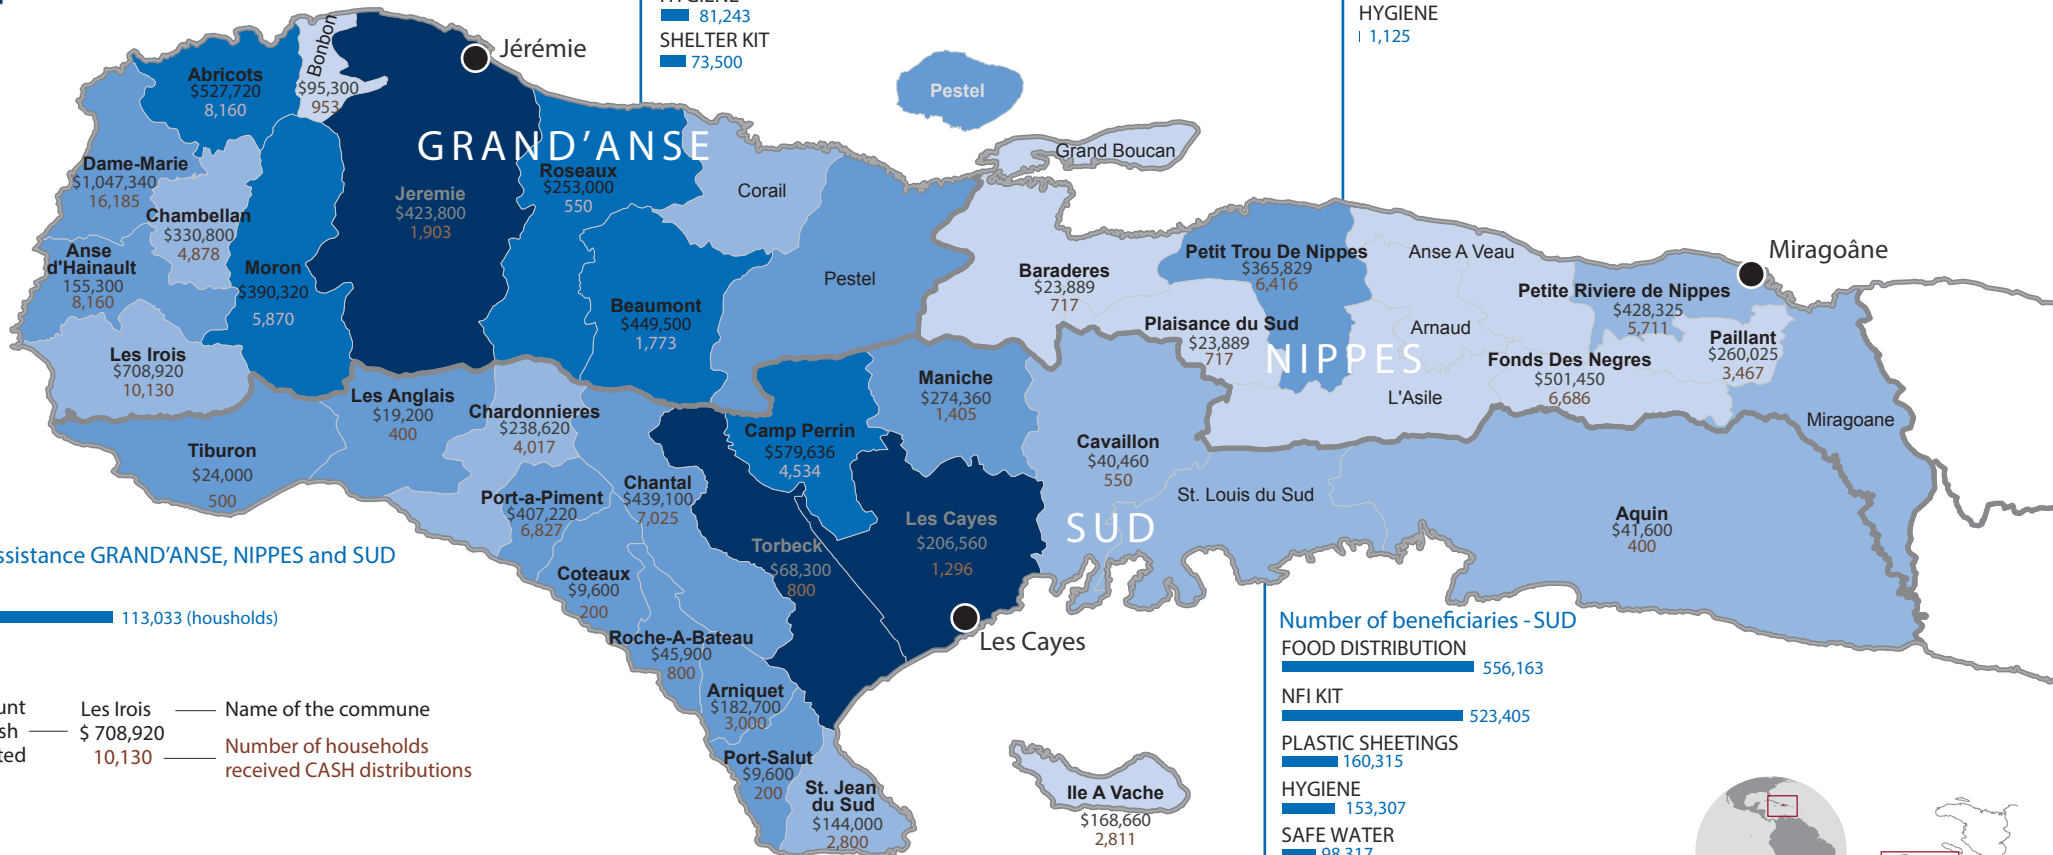 81,243
SHELTER KIT
73,500
HYGIENE
1,125
Jérémie
Bonbon
$95,300
953
Abricots
$527,720
8,160
Pestel
GRAND'ANSE
Grand Boucan
Dame-Marie
$1,047,340
16,185
Roseaux
$253,000
550
Corail
Jeremie
$423,800
1,903
Chambellan
$330,800
4,878
Anse
d'Hainault
155,300
8,160
Moron
$390,320
5,870
Beaumont
$449,500
1,773
Pestel
Baraderes
$23,889
717
Petit Trou De Nippes
$365,829
6,416
Anse A Veau
Miragoâne
Petite Riviere de Nippes
$428,325
5,711
Plaisance du Sud
$23,889
717
Arnaud
Paillant
$260,025
3,467
NIPPES
Fonds Des Negres
$501,450
6,686
L'Asile
Miragoane
Les Irois
$708,920
10,130
Les Anglais
$19,200
400
Chardonnieres
$238,620
4,017
Maniche
$274,360
1,405
Camp Perrin
$579,636
4,534
Cavaillon
$40,460
550
Tiburon
$24,000
500
Port-a-Piment
$407,220
6,827
Chantal
$439,100
7,025
St. Louis du Sud
SUD
Aquin
$41,600
400
Les Cayes
$206,560
1,296
Torbeck
$68,300
800
Coteaux
$9,600
200
Roche-A-Bateau
$45,900
800
Les Cayes
Arniquet
$182,700
3,000
Port-Salut
$9,600
200
St. Jean
du Sud
$144,000
2,800
Ile A Vache
$168,660
2,811
ssistance GRAND'ANSE, NIPPES and SUD
113,033 (housholds)
unt
sh
ted
Les Irois
$ 708,920
10,130
Name of the commune
Number of households
received CASH distributions
Number of beneficiaries - SUD
FOOD DISTRIBUTION
556,163
NFI KIT
523,405
PLASTIC SHEETINGS
160,315
HYGIENE
153,307
SAFE WATER
98,317